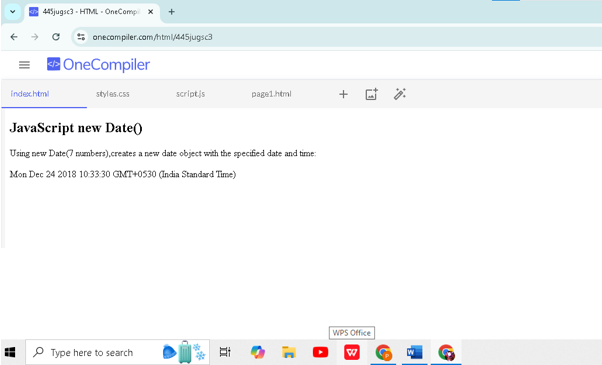 445jugsc3 - HTML - OneCompi
onecompiler.com/html/445jugsc3
OneCompiler
index.html styles.css script.js page1.html
JavaScript new Date()
Using new Date(7 numbers),creates a new date object with the specified date and time:
Mon Dec 24 2018 10:33:30 GMT+0530 (India Standard Time)
WPS Office
Type here to search